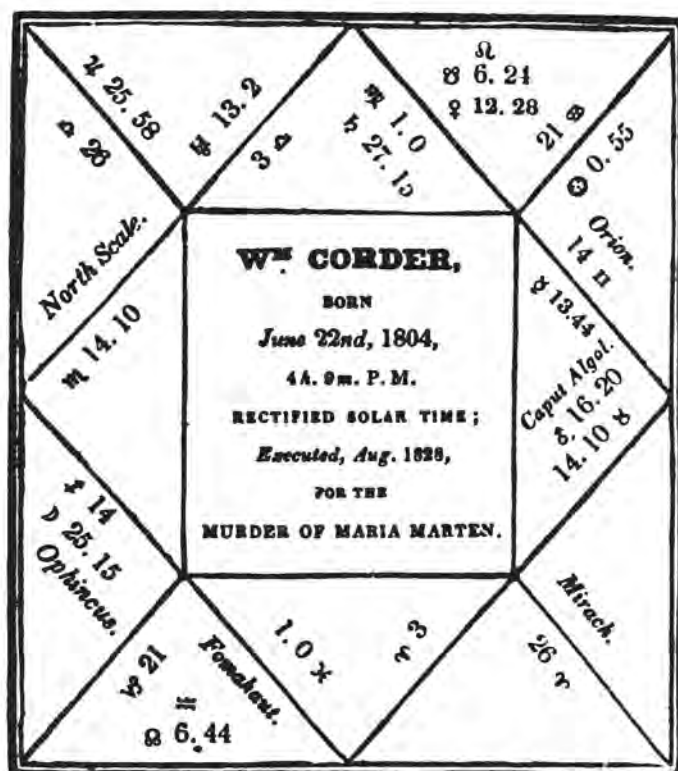 ♃ 25. 58
♅ 13. 2
♎ 26
North Scale.
3 ♎
♍ 1. 0
♄ 27. 15
♌
☋ 6. 24
♀ 12. 28
21 ♋
☉ 0. 55
Orion.
14 ♊
♏ 14. 10
Wᴹ. CORDER,
BORN
June 22nd, 1804,
4h. 9m. P. M.
RECTIFIED SOLAR TIME;
Executed, Aug. 1828,
FOR THE
MURDER OF MARIA MARTEN.
☿ 13.44
Caput Algol.
♂ 16. 20
14. 10 ♉
♐ 14
☽ 25. 15
Ophincus.
♑ 21
♒
☊ 6. 44
Fomahaut.
1. 0 ♓
♈ 3
26 ♈
Mirach.